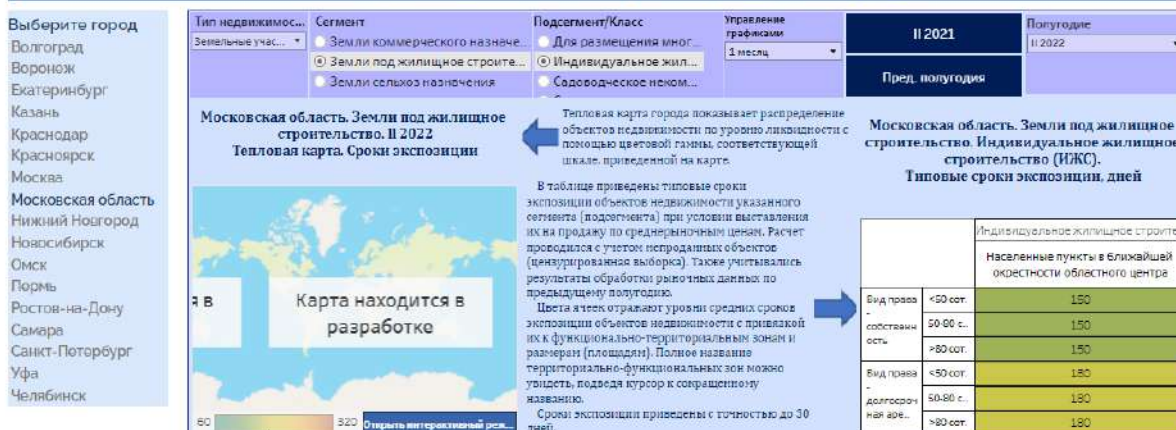 Выберите город
Волгоград
Воронеж
Екатеринбург
Казань
Краснодар
Красноярск
Москва
Московская область
Нижний Новгород
Новосибирск
Омск
Пермь
Ростов-на-Дону
Самара
Санкт-Петербург
Уфа
Челябинск
Тип недвижимос...
Земельные учас...
Сегмент
Земли коммерческого назначе...
Земли под жилищное строите...
Земли сельхоз назначения
Подсегмент/Класс
Для размещения мног...
Индивидуальное жил...
Садоводческое неком...
Управление
графиками
1 месяц
II 2021
Пред. полугодия
Полугодие
II 2022
Московская область. Земли под жилищное
строительство. II 2022
Тепловая карта. Сроки экспозиции
Тепловая карта города показывает распределение
объектов недвижимости по уровню ликвидности с
помощью цветовой гаммы, соответствующей
шкале, приведенной на карте.
В таблице приведены типовые сроки
экспозиции объектов недвижимости указанного
сегмента (подсегмента) при условии выставления
их на продажу по среднерыночным ценам. Расчет
проводился с учетом непроданных объектов
(цензурированная выборка). Также учитывались
результаты обработки рыночных данных по
предыдущему полугодию.
Цвета ячеек отражают уровни средних сроков
экспозиции объектов недвижимости с привязкой
их к функционально-территориальным зонам и
размерам (площадям). Полное название
территориально-функциональных зон можно
увидеть, подведя курсор к сокращенному
названию.
Сроки экспозиции приведены с точностью до 30
дней.
я в
Карта находится в
разработке
60
320
Открыть интерактивный реж...
Московская область. Земли под жилищное
строительство. Индивидуальное жилищное
строительство (ИЖС).
Типовые сроки экспозиции, дней
Индивидуальное жилищное строите
Населенные пункты в ближайшей
окрестности областного центра
Вид права
-
собственн
ость
<50 сот.
150
50-80 с..
150
>80 сот.
150
Вид права
-
долгосроч
ная аре..
<50 сот.
180
50-80 с..
180
>80 сот.
180